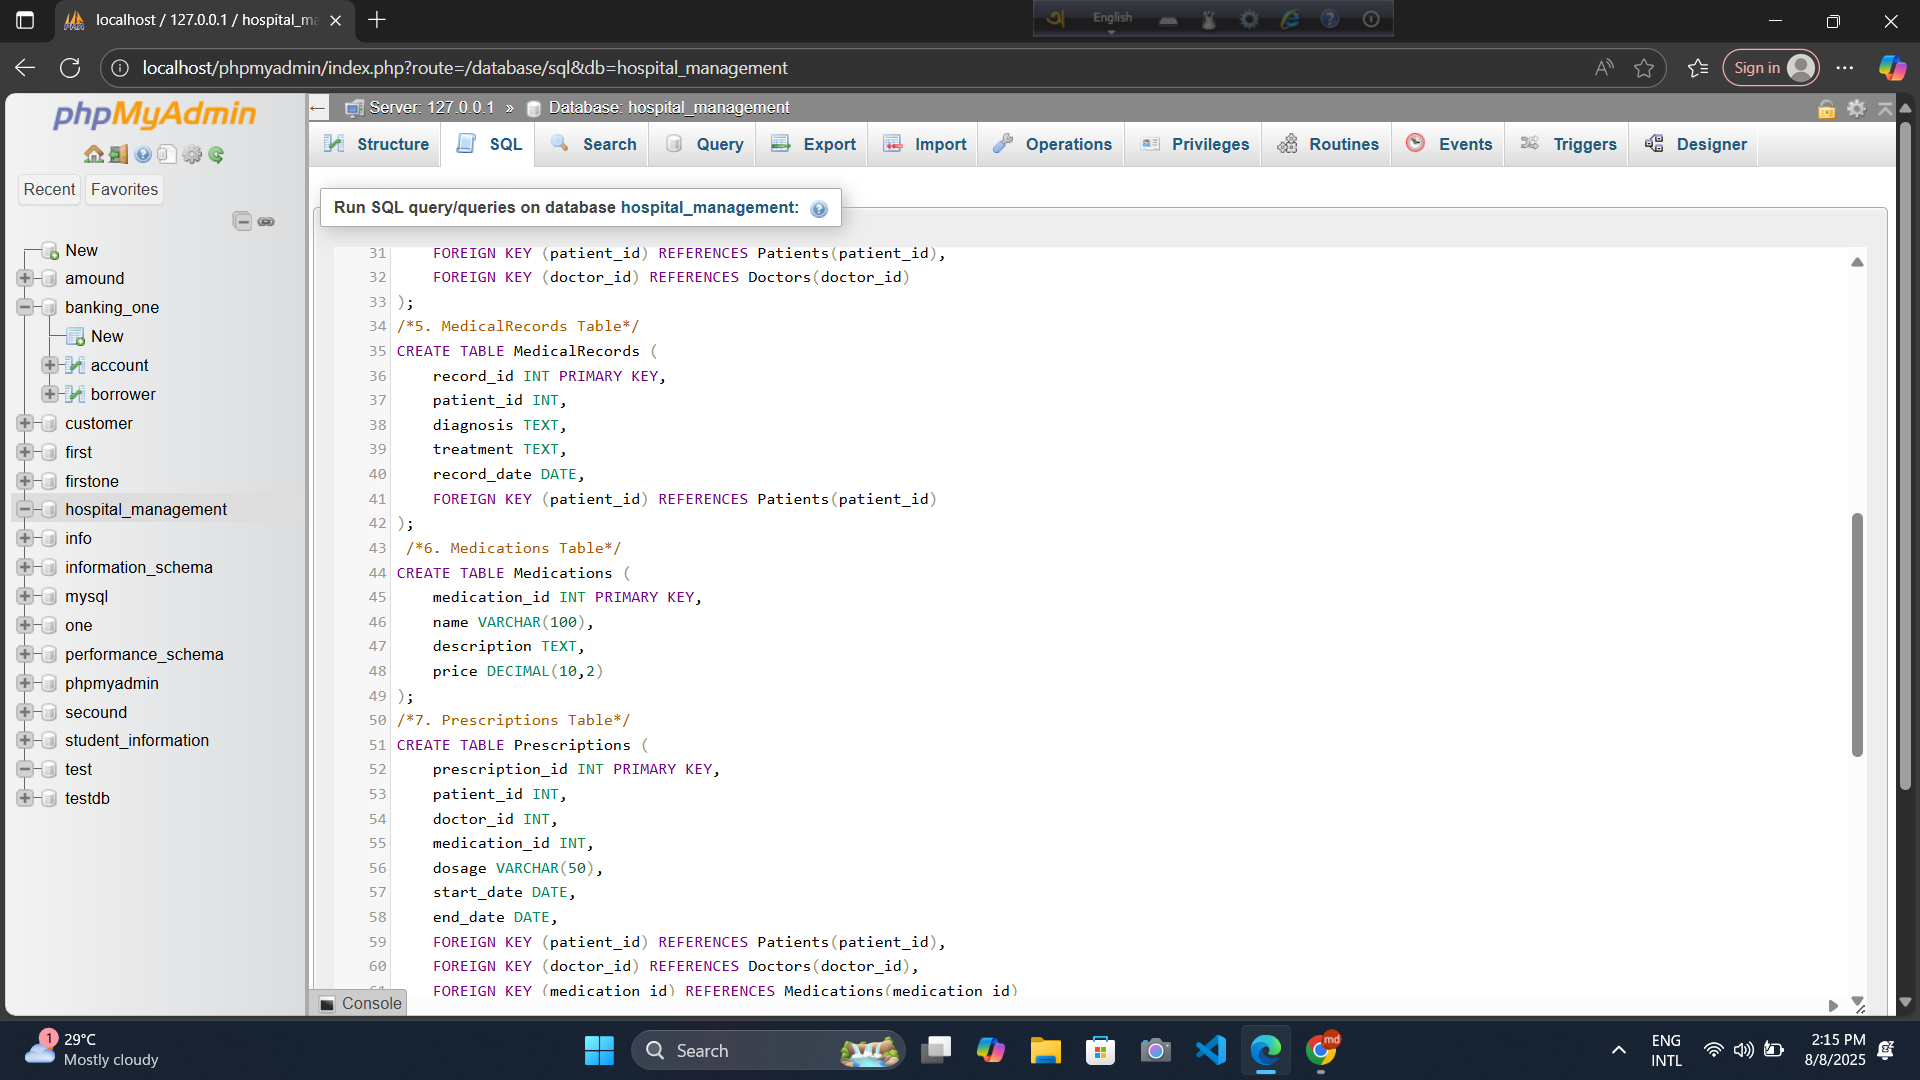 localhost / 127.0.0.1 / hospital_ma
English
localhost/phpmyadmin/index.php?route=/database/sql&db=hospital_management
Sign in
phpMyAdmin
Recent
Favorites
New
amound
banking_one
New
account
borrower
customer
first
firstone
hospital_management
info
information_schema
mysql
one
performance_schema
phpmyadmin
secound
student_information
test
testdb
Server: 127.0.0.1 » Database: hospital_management
Structure SQL Search Query Export Import Operations Privileges Routines Events Triggers Designer
Run SQL query/queries on database hospital_management:
31 FOREIGN KEY (patient_id) REFERENCES Patients(patient_id),
32 FOREIGN KEY (doctor_id) REFERENCES Doctors(doctor_id)
33 );
34 /*5. MedicalRecords Table*/
35 CREATE TABLE MedicalRecords (
36 record_id INT PRIMARY KEY,
37 patient_id INT,
38 diagnosis TEXT,
39 treatment TEXT,
40 record_date DATE,
41 FOREIGN KEY (patient_id) REFERENCES Patients(patient_id)
42 );
43 /*6. Medications Table*/
44 CREATE TABLE Medications (
45 medication_id INT PRIMARY KEY,
46 name VARCHAR(100),
47 description TEXT,
48 price DECIMAL(10,2)
49 );
50 /*7. Prescriptions Table*/
51 CREATE TABLE Prescriptions (
52 prescription_id INT PRIMARY KEY,
53 patient_id INT,
54 doctor_id INT,
55 medication_id INT,
56 dosage VARCHAR(50),
57 start_date DATE,
58 end_date DATE,
59 FOREIGN KEY (patient_id) REFERENCES Patients(patient_id),
60 FOREIGN KEY (doctor_id) REFERENCES Doctors(doctor_id),
61 FOREIGN KEY (medication_id) REFERENCES Medications(medication_id)
Console
1
29°C
Mostly cloudy
Search
md
ENG
INTL
2:15 PM
8/8/2025